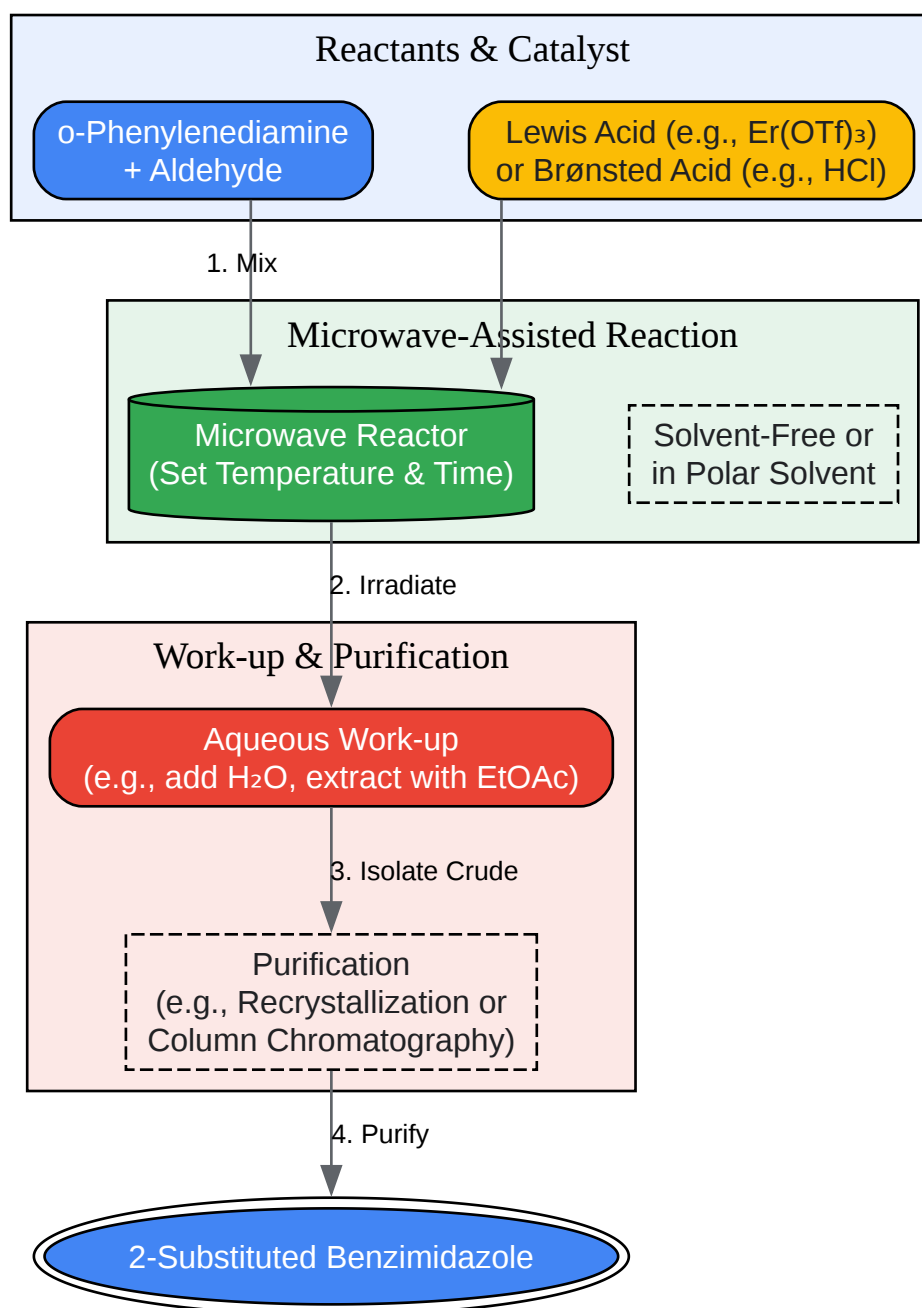 Reactants & Catalyst
o-Phenylenediamine
+ Aldehyde
Lewis Acid (e.g., Er(OTf)₃)
or Brønsted Acid (e.g., HCl)
1. Mix
Microwave-Assisted Reaction
Microwave Reactor
(Set Temperature & Time)
Solvent-Free or
in Polar Solvent
2. Irradiate
Work-up & Purification
Aqueous Work-up
(e.g., add H₂O, extract with EtOAc)
3. Isolate Crude
Purification
(e.g., Recrystallization or
Column Chromatography)
4. Purify
2-Substituted Benzimidazole